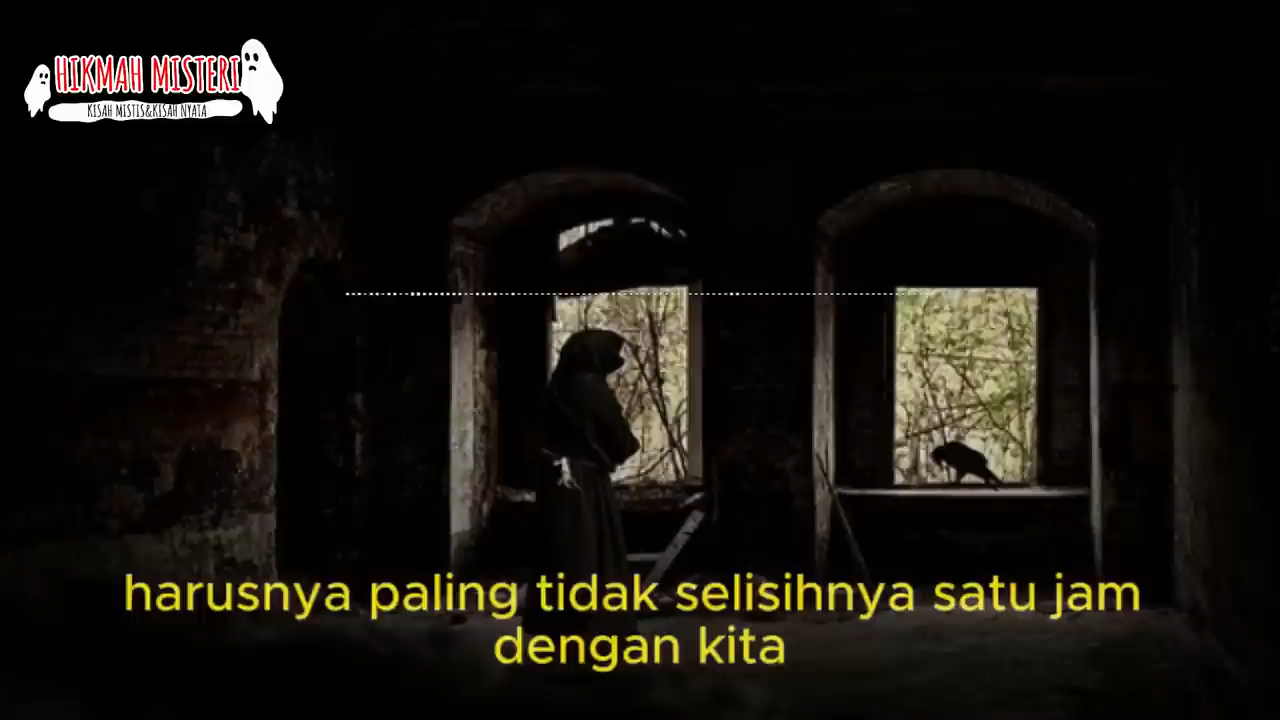 HIKMAH MISTERI
KISAH MISTIS&KISAH NYATA
harusnya paling tidak selisihnya satu jam
dengan kita